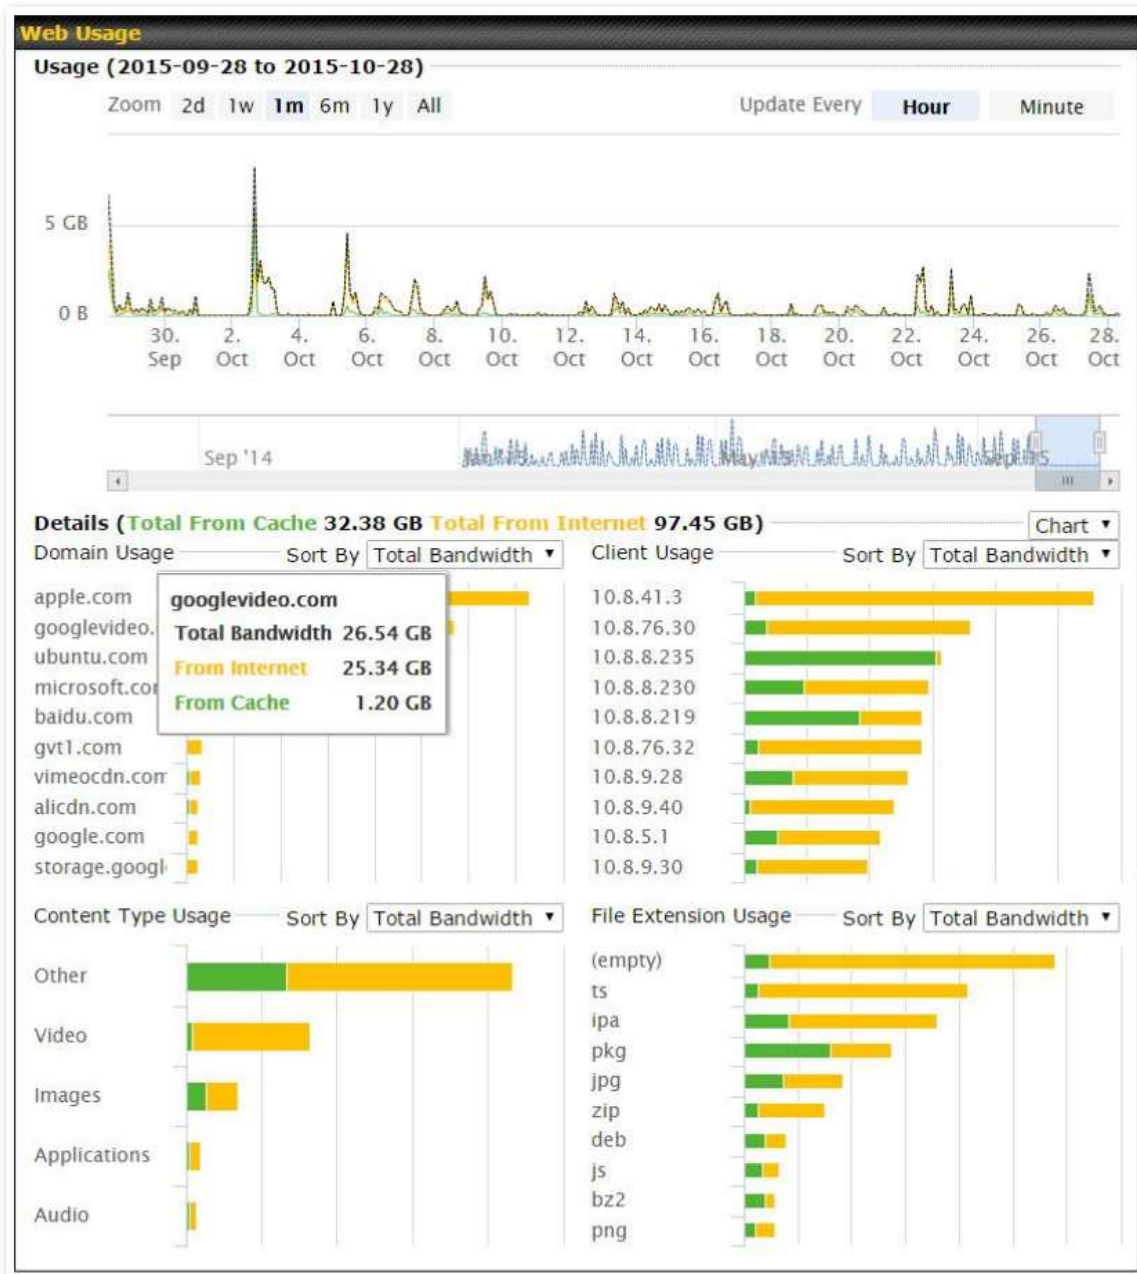 Web Usage
Usage (2015-09-28 to 2015-10-28)
Zoom 2d 1w 1m 6m 1y All Update Every Hour Minute
5 GB
0 B
30. Sep 2. Oct 4. Oct 6. Oct 8. Oct 10. Oct 12. Oct 14. Oct 16. Oct 18. Oct 20. Oct 22. Oct 24. Oct 26. Oct 28. Oct
Sep '14
Details (Total From Cache 32.38 GB Total From Internet 97.45 GB) Chart
Domain Usage Sort By Total Bandwidth
apple.com
googlevideo.
ubuntu.com
microsoft.cor
baidu.com
gvt1.com
vimeocdn.com
alicdn.com
google.com
storage.googl
googlevideo.com
Total Bandwidth 26.54 GB
From Internet 25.34 GB
From Cache 1.20 GB
Client Usage Sort By Total Bandwidth
10.8.41.3
10.8.76.30
10.8.8.235
10.8.8.230
10.8.8.219
10.8.76.32
10.8.9.28
10.8.9.40
10.8.5.1
10.8.9.30
Content Type Usage Sort By Total Bandwidth
Other
Video
Images
Applications
Audio
File Extension Usage Sort By Total Bandwidth
(empty)
ts
ipa
pkg
jpg
zip
deb
js
bz2
png